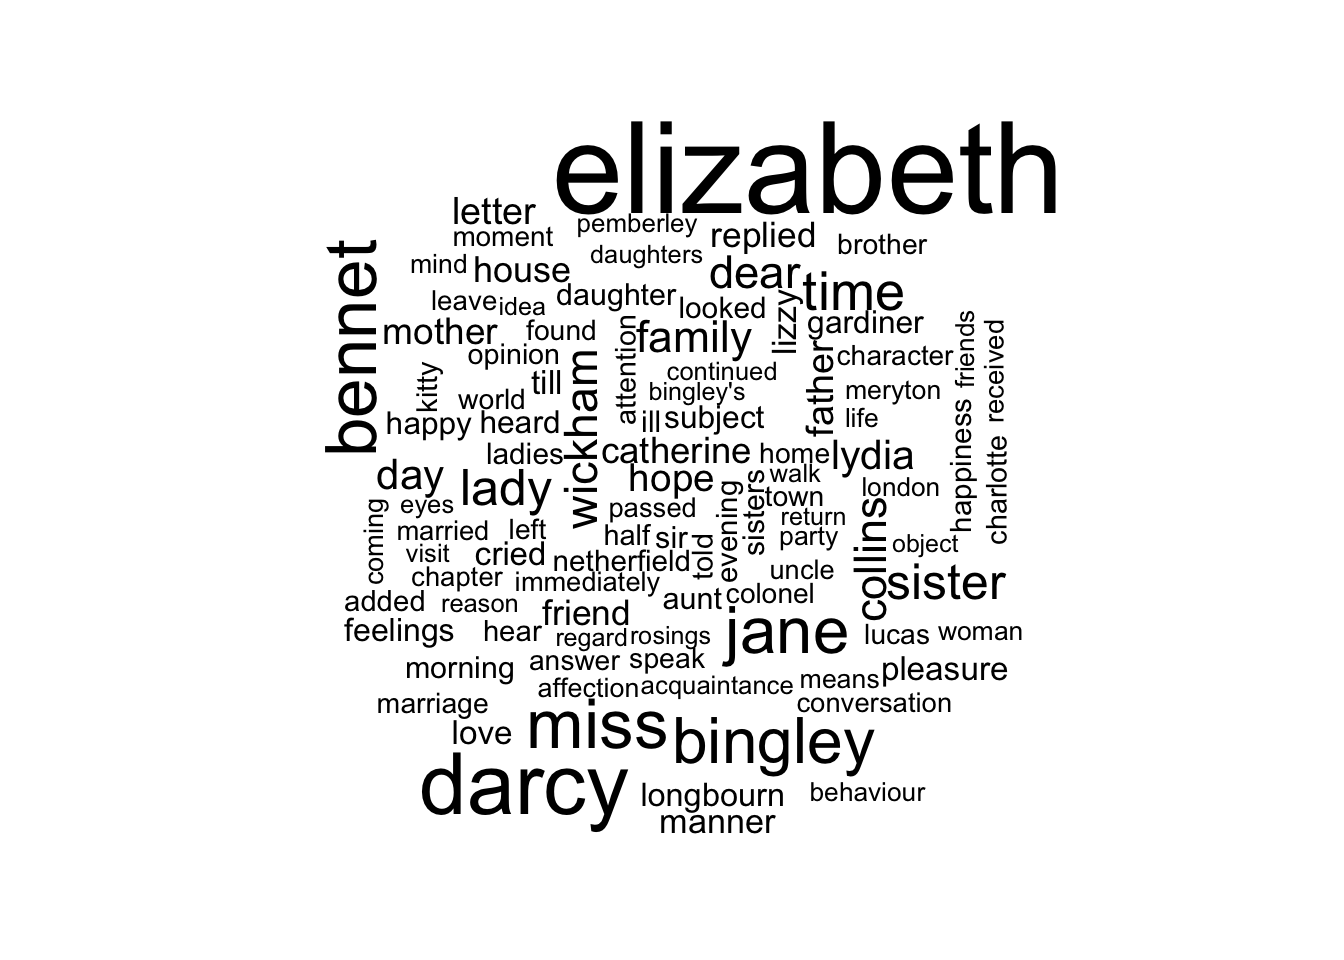 elizabeth
letter
pemberley
moment
replied
brother
bennet
daughters
mind
house
dear
time
leave
idea
daughter
looked
lizzy
gardiner
mother
found
attention
family
father
character
friends
received
opinion
continued
kitty
till
wickham
bingley's
meryton
world
happy
heard
ill
subject
life
happiness
ladies
catherine
home
lydia
charlotte
day
lady
hope
walk
sisters
town
london
coming
eyes
passed
evening
return
collins
married
left
half
sir
told
party
object
visit
cried
netherfield
uncle
sister
chapter
immediately
added
reason
friend
aunt
colonel
feelings
hear
regard
rosings
jane
lucas
woman
morning
answer
speak
pleasure
affection
acquaintance
means
marriage
conversation
love
miss
bingley
darcy
longbourn
behaviour
manner